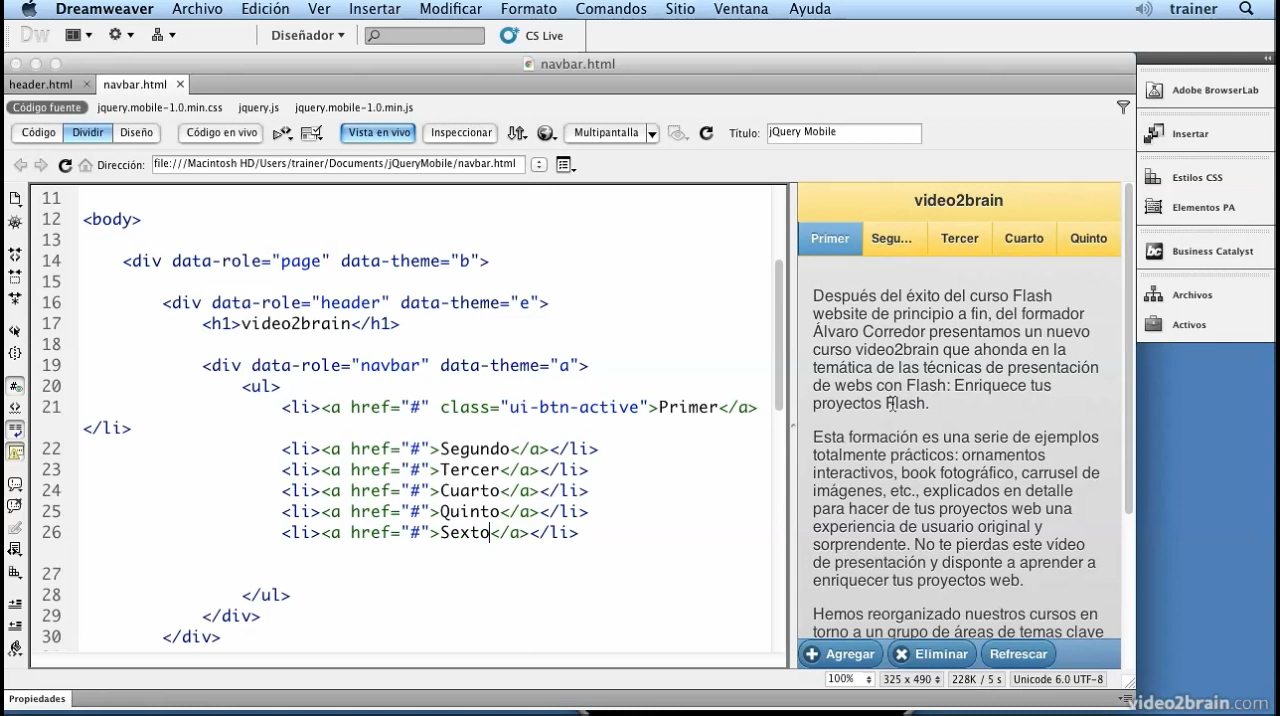 Dreamweaver Archivo Edición Ver Insertar Modificar Formato Comandos Sitio Ventana Ayuda trainer
Dw Diseñador CS Live
navbar.html
header.html navbar.html
Código fuente jquery.mobile-1.0.min.css jquery.js jquery.mobile-1.0.min.js
Código Dividir Diseño Código en vivo Vista en vivo Inspeccionar Multipantalla Título: jQuery Mobile
Dirección: file:///Macintosh HD/Users/trainer/Documents/jQueryMobile/navbar.html
11
12 <body>
13
14 <div data-role="page" data-theme="b">
15
16 <div data-role="header" data-theme="e">
17 <h1>video2brain</h1>
18
19 <div data-role="navbar" data-theme="a">
20 <ul>
21 <li><a href="#" class="ui-btn-active">Primer</a>
</li>
22 <li><a href="#">Segundo</a></li>
23 <li><a href="#">Tercer</a></li>
24 <li><a href="#">Cuarto</a></li>
25 <li><a href="#">Quinto</a></li>
26 <li><a href="#">Sexto</a></li>
27
28 </ul>
29 </div>
30 </div>
video2brain
Primer Segu... Tercer Cuarto Quinto
Después del éxito del curso Flash
website de principio a fin, del formador
Álvaro Corredor presentamos un nuevo
curso video2brain que ahonda en la
temática de las técnicas de presentación
de webs con Flash: Enriquece tus
proyectos Flash.
Esta formación es una serie de ejemplos
totalmente prácticos: ornamentos
interactivos, book fotográfico, carrusel de
imágenes, etc., explicados en detalle
para hacer de tus proyectos web una
experiencia de usuario original y
sorprendente. No te pierdas este vídeo
de presentación y disponte a aprender a
enriquecer tus proyectos web.
Hemos reorganizado nuestros cursos en
torno a un grupo de áreas de temas clave
Agregar Eliminar Refrescar
100% 325 x 490 228K / 5 s Unicode 6.0 UTF-8
Propiedades
Adobe BrowserLab
Insertar
Estilos CSS
Elementos PA
bc Business Catalyst
Archivos
Activos
video2brain.com